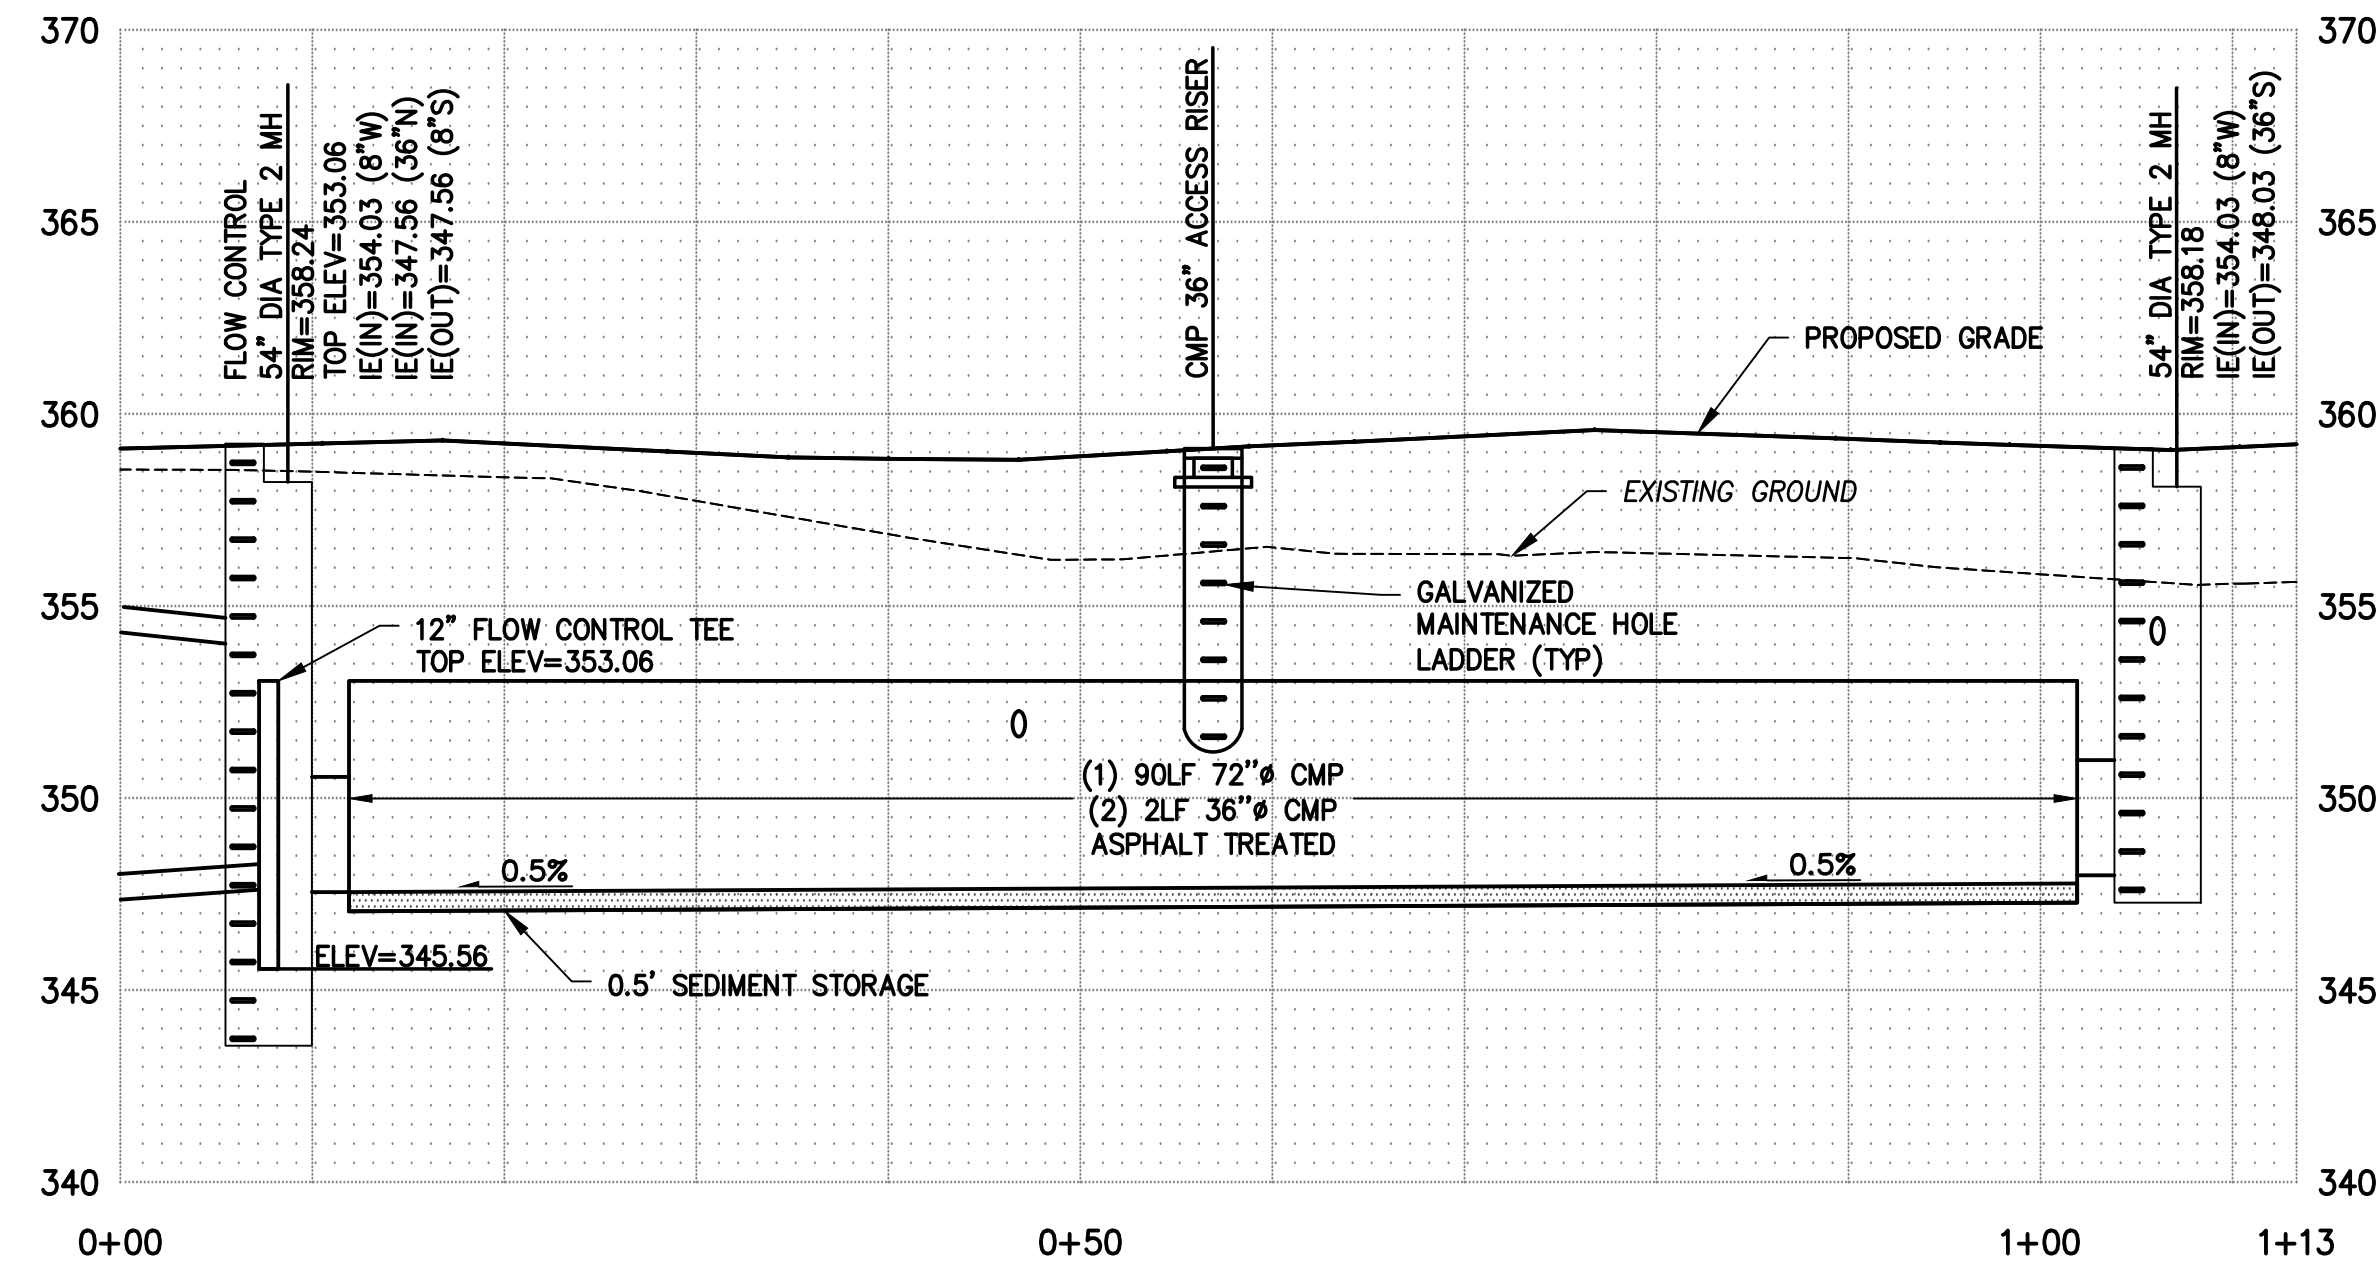 370
365
360
355
350
345
340
FLOW CONTROL
54" DIA TYPE 2 MH
RIM=358.24
TOP ELEV=353.06
IE(IN)=354.03 (8"W)
IE(IN)=347.56 (36"N)
IE(OUT)=347.56 (8"S)
CMP 36" ACCESS RISER
54" DIA TYPE 2 MH
RIM=358.18
IE(IN)=354.03 (8"W)
IE(OUT)=348.03 (36"S)
PROPOSED GRADE
EXISTING GROUND
GALVANIZED
MAINTENANCE HOLE
LADDER (TYP)
12" FLOW CONTROL TEE
TOP ELEV=353.06
(1) 90LF 72"ø CMP
(2) 2LF 36"ø CMP
ASPHALT TREATED
0.5%
0.5%
ELEV=345.56
0.5' SEDIMENT STORAGE
370
365
360
355
350
345
340
0+00
0+50
1+00
1+13